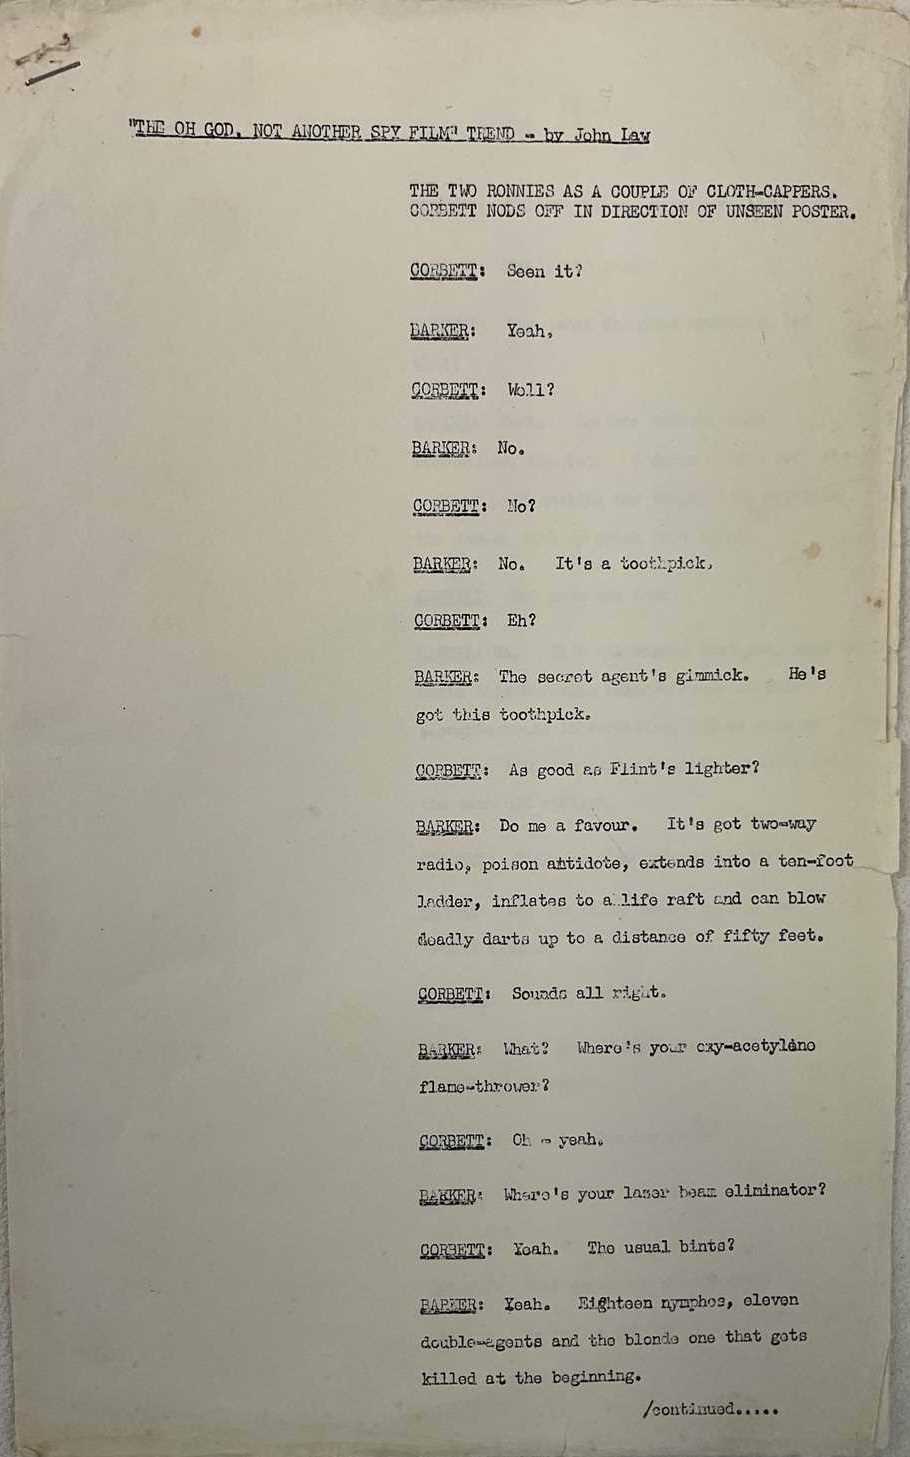 "THE OH GOD, NOT ANOTHER SPY FILM" TREND - by John Law
THE TWO RONNIES AS A COUPLE OF CLOTH-CAPPERS.
CORBETT NODS OFF IN DIRECTION OF UNSEEN POSTER.
CORBETT: Seen it?
BARKER: Yeah,
CORBETT: Well?
BARKER: No.
CORBETT: No?
BARKER: No. It's a toothpick,
CORBETT: Eh?
BARKER: The secret agent's gimmick. He's
got this toothpick.
CORBETT: As good as Flint's lighter?
BARKER: Do me a favour. It's got two-way
radio, poison antidote, extends into a ten-foot
ladder, inflates to a life raft and can blow
deadly darts up to a distance of fifty feet.
CORBETT: Sounds all right.
BARKER: What? Where's your oxy-acetylene
flame-thrower?
CORBETT: Oh - yeah.
BARKER: Where's your laser beam eliminator?
CORBETT: Yeah. The usual bints?
BARKER: Yeah. Eighteen nymphos, eleven
double-agents and the blonde one that gets
killed at the beginning.
/continued.....